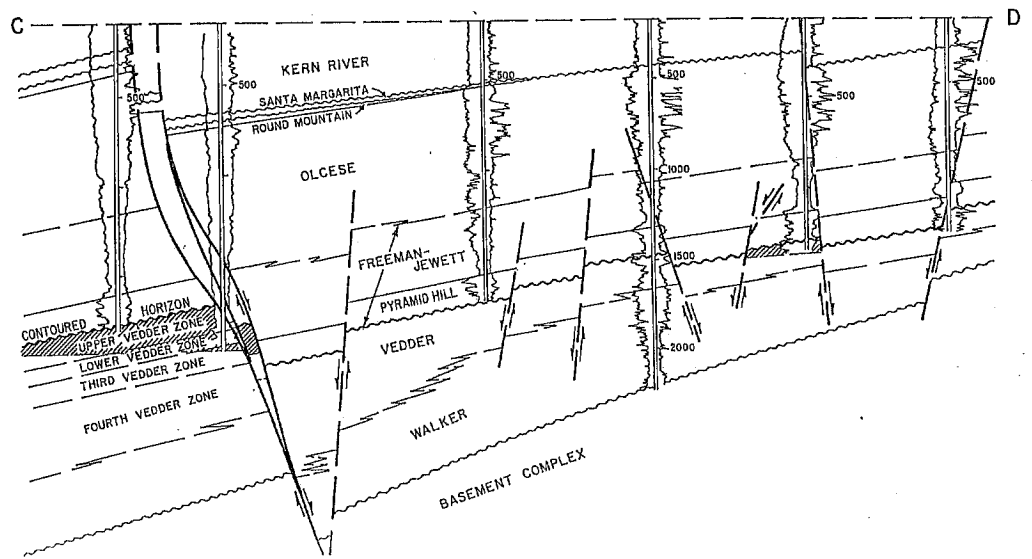 C
D
KERN RIVER
500
500
500
500
500
500
SANTA MARGARITA
ROUND MOUNTAIN
OLCESE
1000
FREEMAN-
JEWETT
1500
PYRAMID HILL
CONTOURED HORIZON
UPPER VEDDER ZONE
LOWER VEDDER ZONE
THIRD VEDDER ZONE
FOURTH VEDDER ZONE
VEDDER
2000
WALKER
BASEMENT COMPLEX